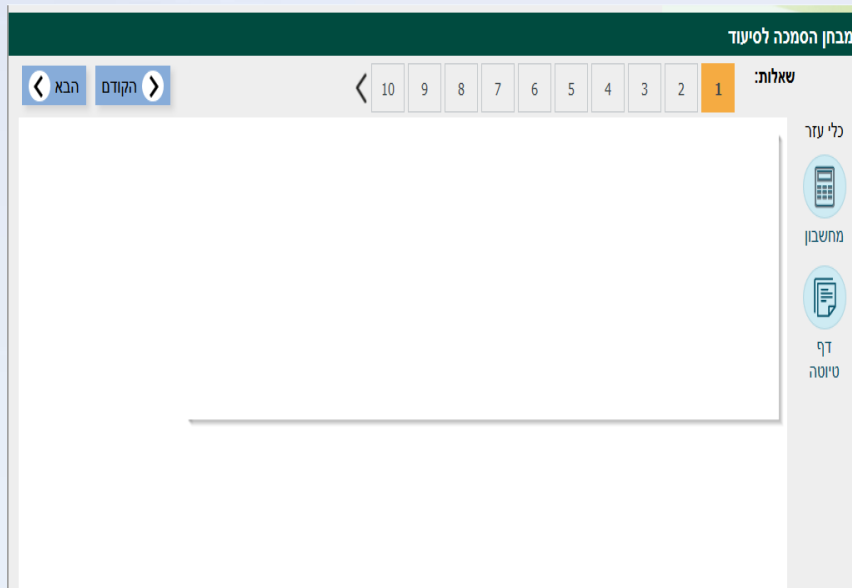 מבחן הסמכה לסיעוד
שאלות:
1 2 3 4 5 6 7 8 9 10
הקודם
הבא
כלי עזר
מחשבון
דף
טיוטה